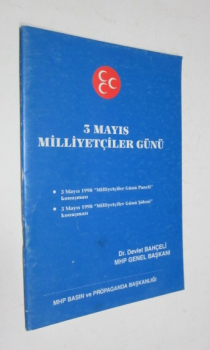 3 MAYIS
MİLLİYETÇİLER GÜNÜ
3 Mayıs 1998 "Milliyetçiler Günü Paneli"
konuşması
3 Mayıs 1998 "Milliyetçiler Günü Şöleni"
konuşması
Dr. Devlet BAHÇELİ
MHP GENEL BAŞKANI
MHP BASIN ve PROPAGANDA BAŞKANLIĞI